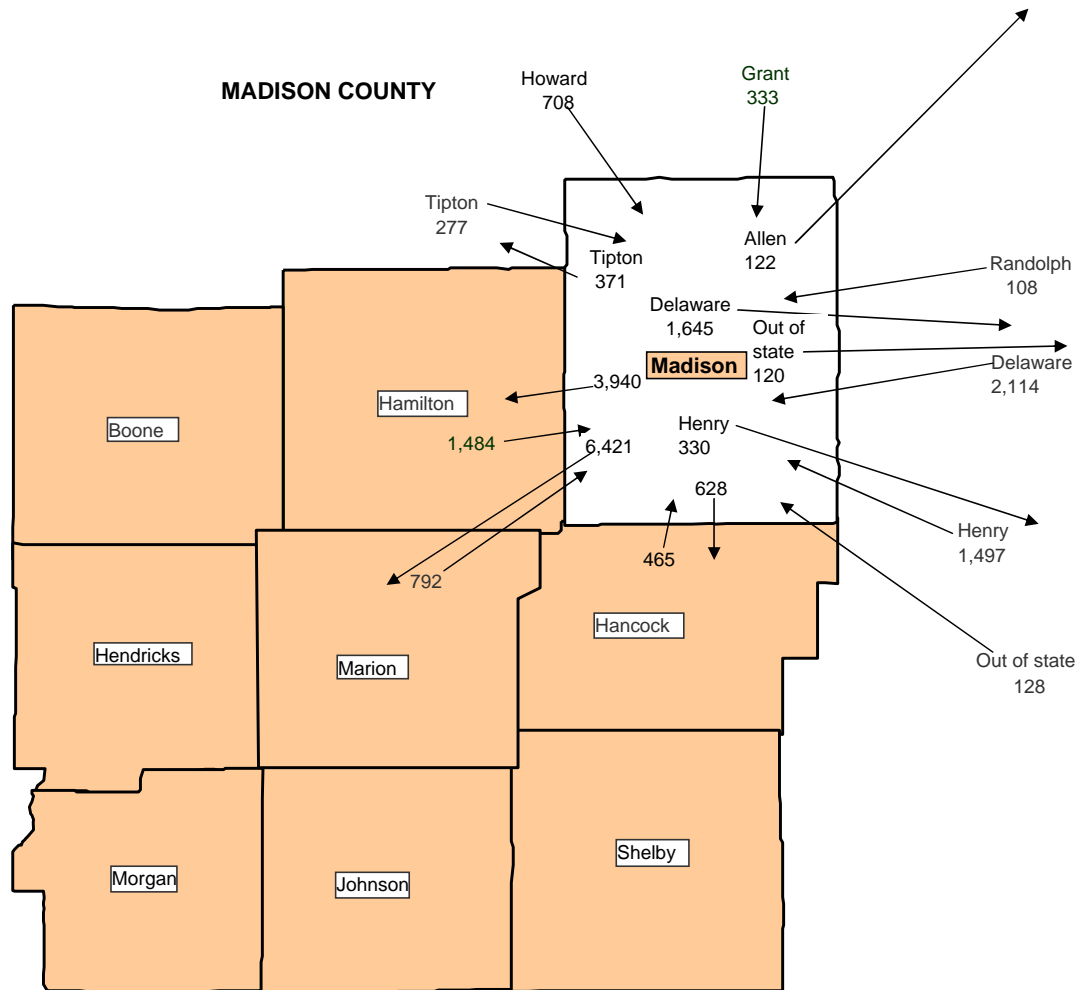 MADISON COUNTY
Howard
708
Grant
333
Tipton
277
Tipton
371
Allen
122
Randolph
108
Delaware
1,645
Out of
state
120
Madison
Delaware
2,114
3,940
Hamilton
Boone
1,484
6,421
Henry
330
628
465
Henry
1,497
792
Hancock
Hendricks
Marion
Out of state
128
Shelby
Morgan
Johnson